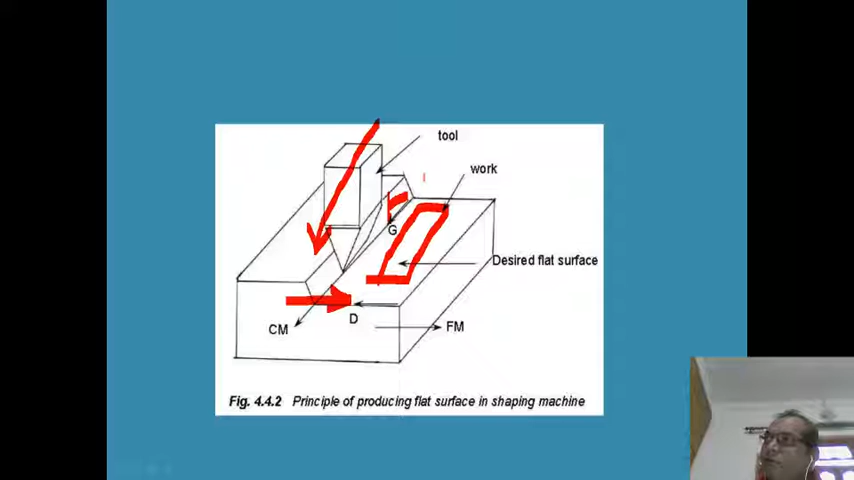 tool
work
G
Desired flat surface
D
CM
FM
Fig. 4.4.2 Principle of producing flat surface in shaping machine